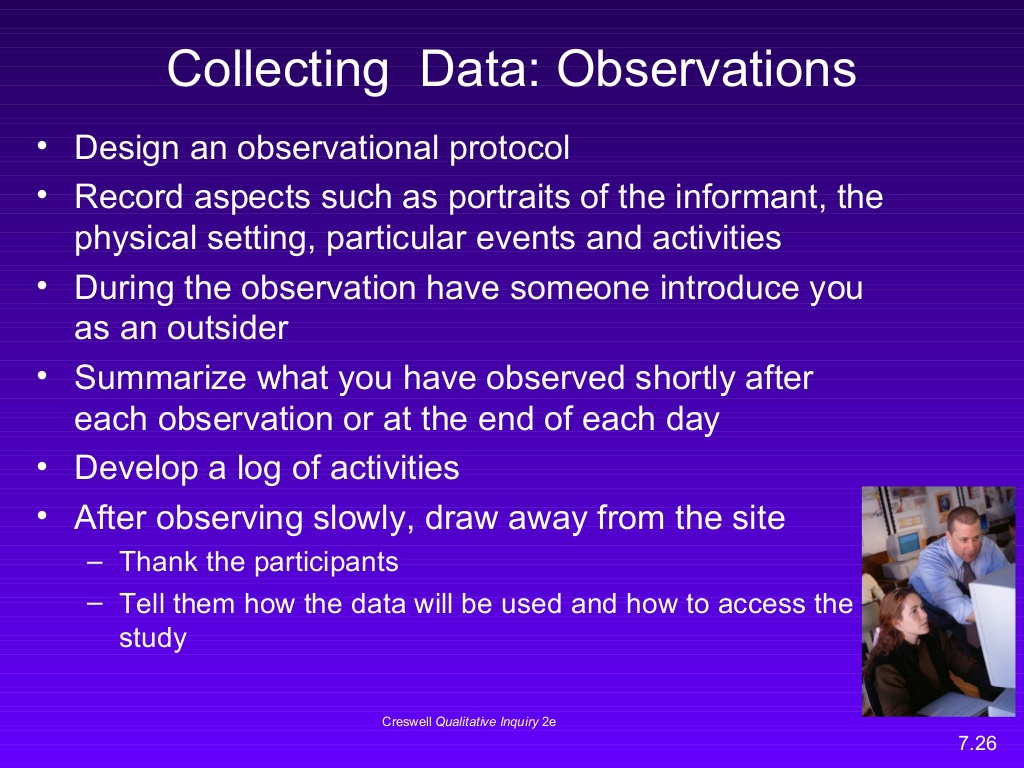 Collecting  Data: Observations
• Design an observational protocol
• Record aspects such as portraits of the informant, the
physical setting, particular events and activities
• During the observation have someone introduce you
as an outsider
• Summarize what you have observed shortly after
each observation or at the end of each day
• Develop a log of activities
• After observing slowly, draw away from the site
– Thank the participants
– Tell them how the data will be used and how to access the
study
Creswell Qualitative Inquiry 2e
7.26